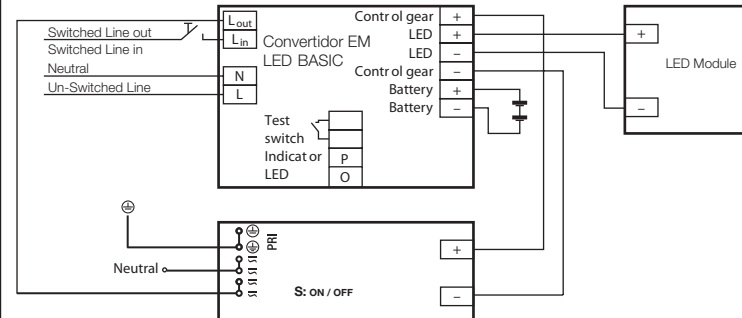 Switched Line out
Switched Line in
Neutral
Un-Switched Line
Lout
Lin
N
L
Convertidor EM
LED BASIC
Control gear +
LED +
LED –
Control gear –
Battery +
Battery –
Test
switch
Indicator P
LED O
+
LED Module
–
PRI
Neutral
S: ON / OFF
+
–